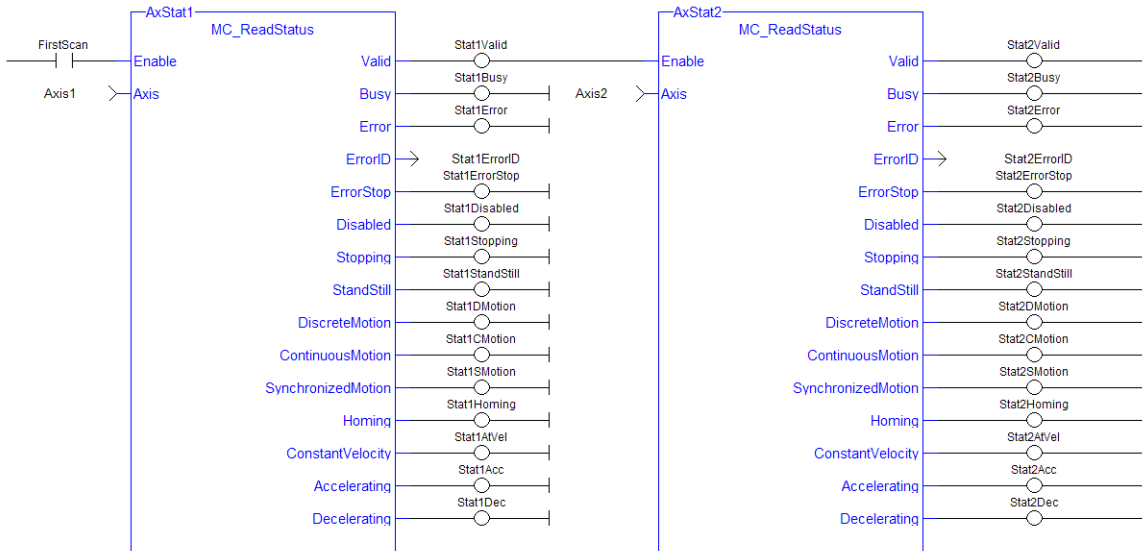 AxStat1
MC_ReadStatus
FirstScan
Enable
Valid
Stat1Valid
Axis1
Axis
Busy
Stat1Busy
Error
Stat1Error
ErrorID
Stat1ErrorID
ErrorStop
Stat1ErrorStop
Disabled
Stat1Disabled
Stopping
Stat1Stopping
StandStill
Stat1StandStill
DiscreteMotion
Stat1DMotion
ContinuousMotion
Stat1CMotion
SynchronizedMotion
Stat1SMotion
Homing
Stat1Homing
ConstantVelocity
Stat1AtVel
Accelerating
Stat1Acc
Decelerating
Stat1Dec
AxStat2
MC_ReadStatus
Enable
Valid
Stat2Valid
Axis2
Axis
Busy
Stat2Busy
Error
Stat2Error
ErrorID
Stat2ErrorID
ErrorStop
Stat2ErrorStop
Disabled
Stat2Disabled
Stopping
Stat2Stopping
StandStill
Stat2StandStill
DiscreteMotion
Stat2DMotion
ContinuousMotion
Stat2CMotion
SynchronizedMotion
Stat2SMotion
Homing
Stat2Homing
ConstantVelocity
Stat2AtVel
Accelerating
Stat2Acc
Decelerating
Stat2Dec